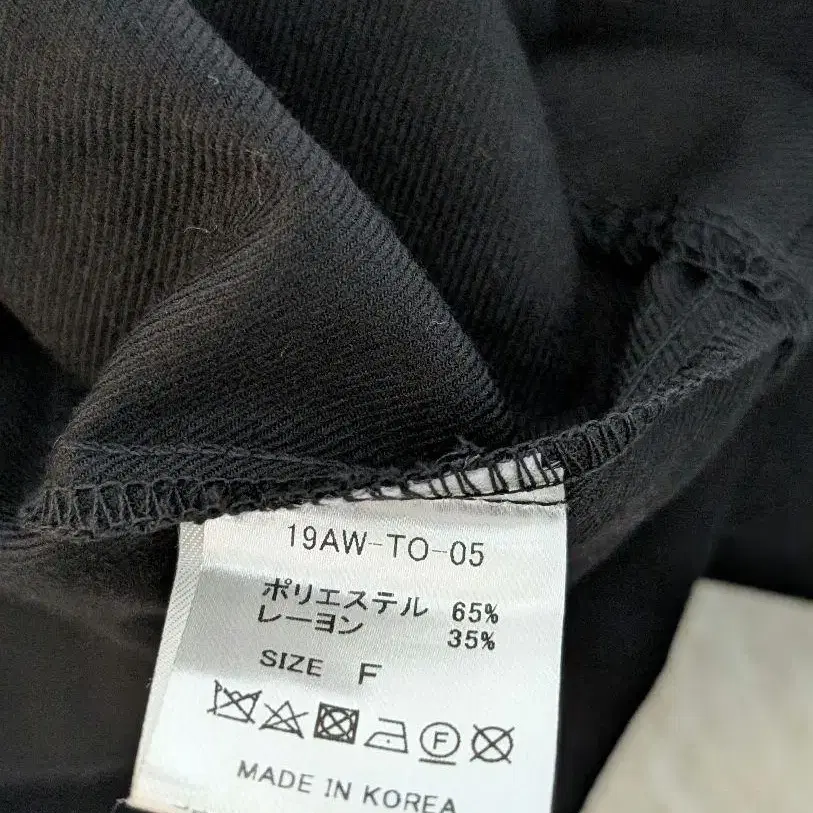 19AW-TO-05
ポリエステル 65%
レーヨン 35%
SIZE F
F
MADE IN KOREA